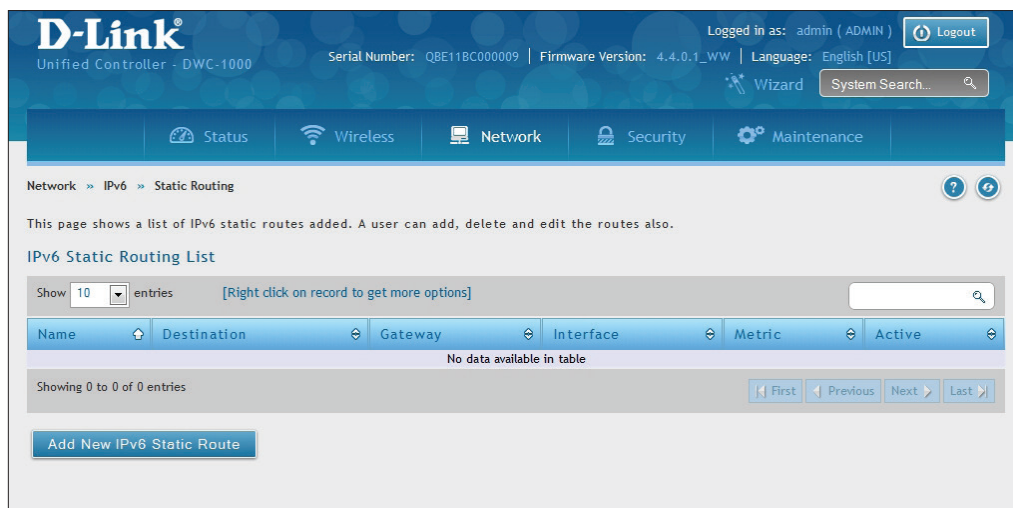 D-Link®
Unified Controller - DWC-1000
Logged in as: admin ( ADMIN )
Logout
Serial Number: QBE11BC000009 | Firmware Version: 4.4.0.1_WW | Language: English [US]
Wizard
System Search...
Status
Wireless
Network
Security
Maintenance
Network » IPv6 » Static Routing
?
This page shows a list of IPv6 static routes added. A user can add, delete and edit the routes also.
IPv6 Static Routing List
Show 10 entries [Right click on record to get more options]
Name Destination Gateway Interface Metric Active
No data available in table
Showing 0 to 0 of 0 entries
First Previous Next Last
Add New IPv6 Static Route